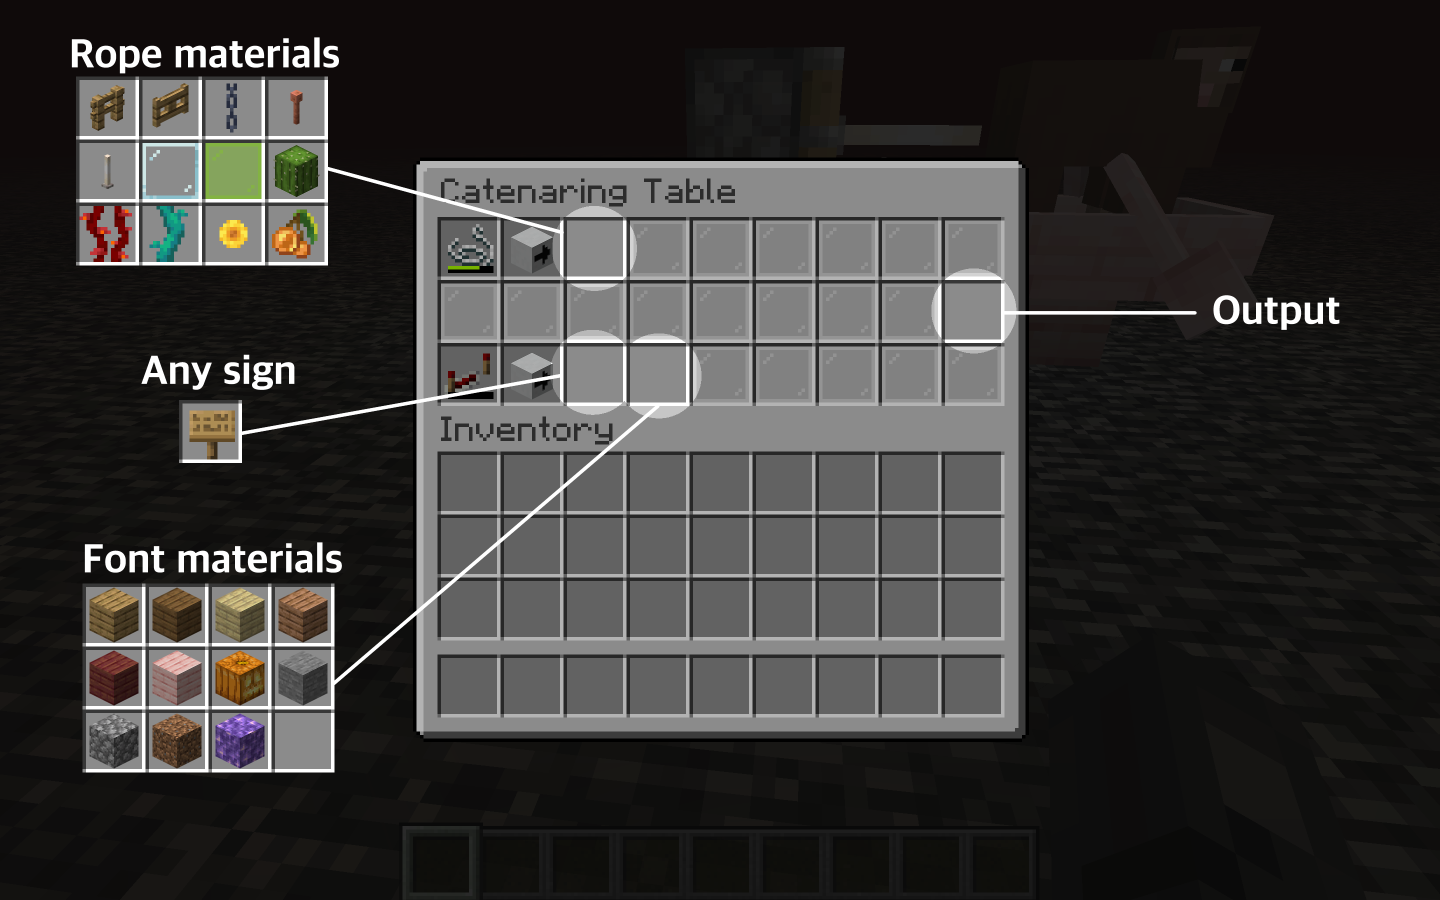 Rope materials
Catenaring Table
Output
Any sign
Inventory
Font materials